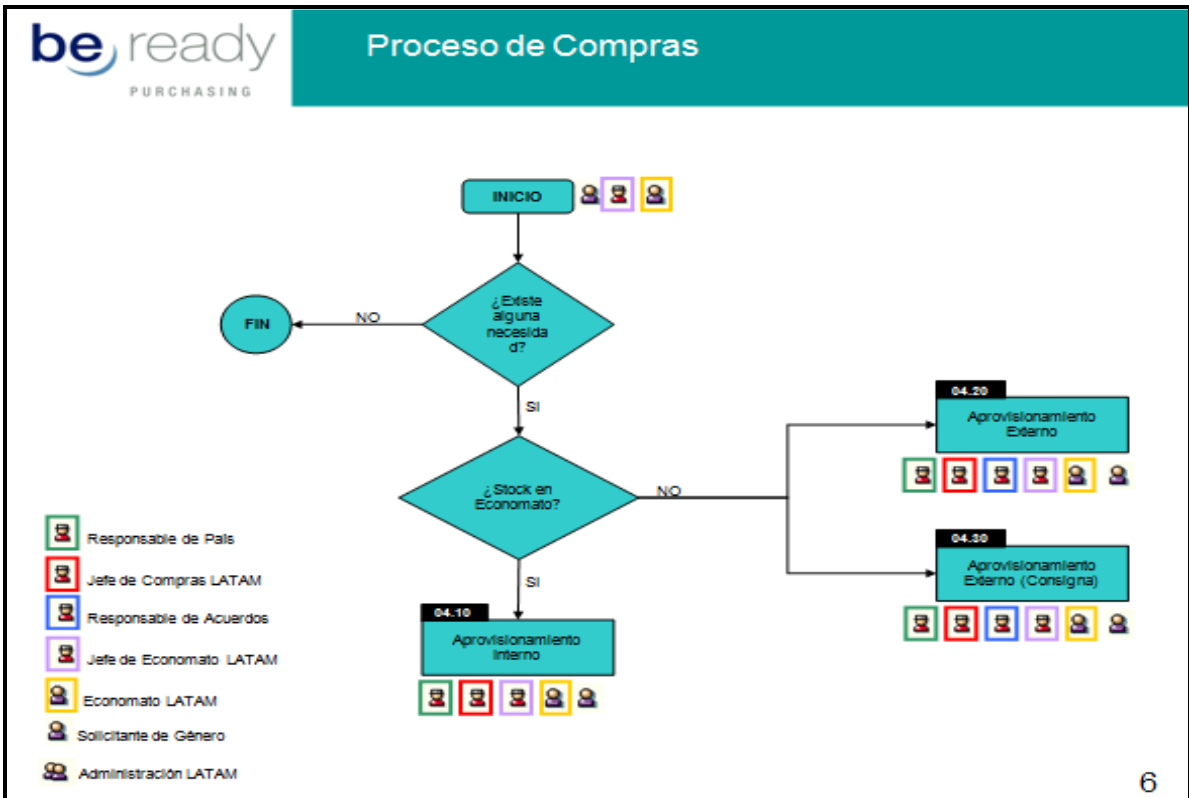 be ready
PURCHASING
Proceso de Compras
INICIO
¿Existe
alguna
necesida
d?
NO
FIN
SI
¿Stock en
Economato?
NO
04.20
Aprovisionamiento
Externo
04.30
Aprovisionamiento
Externo (Consigna)
SI
04.10
Aprovisionamiento
Interno
Responsable de País
Jefe de Compras LATAM
Responsable de Acuerdos
Jefe de Economato LATAM
Economato LATAM
Solicitante de Género
Administración LATAM
6